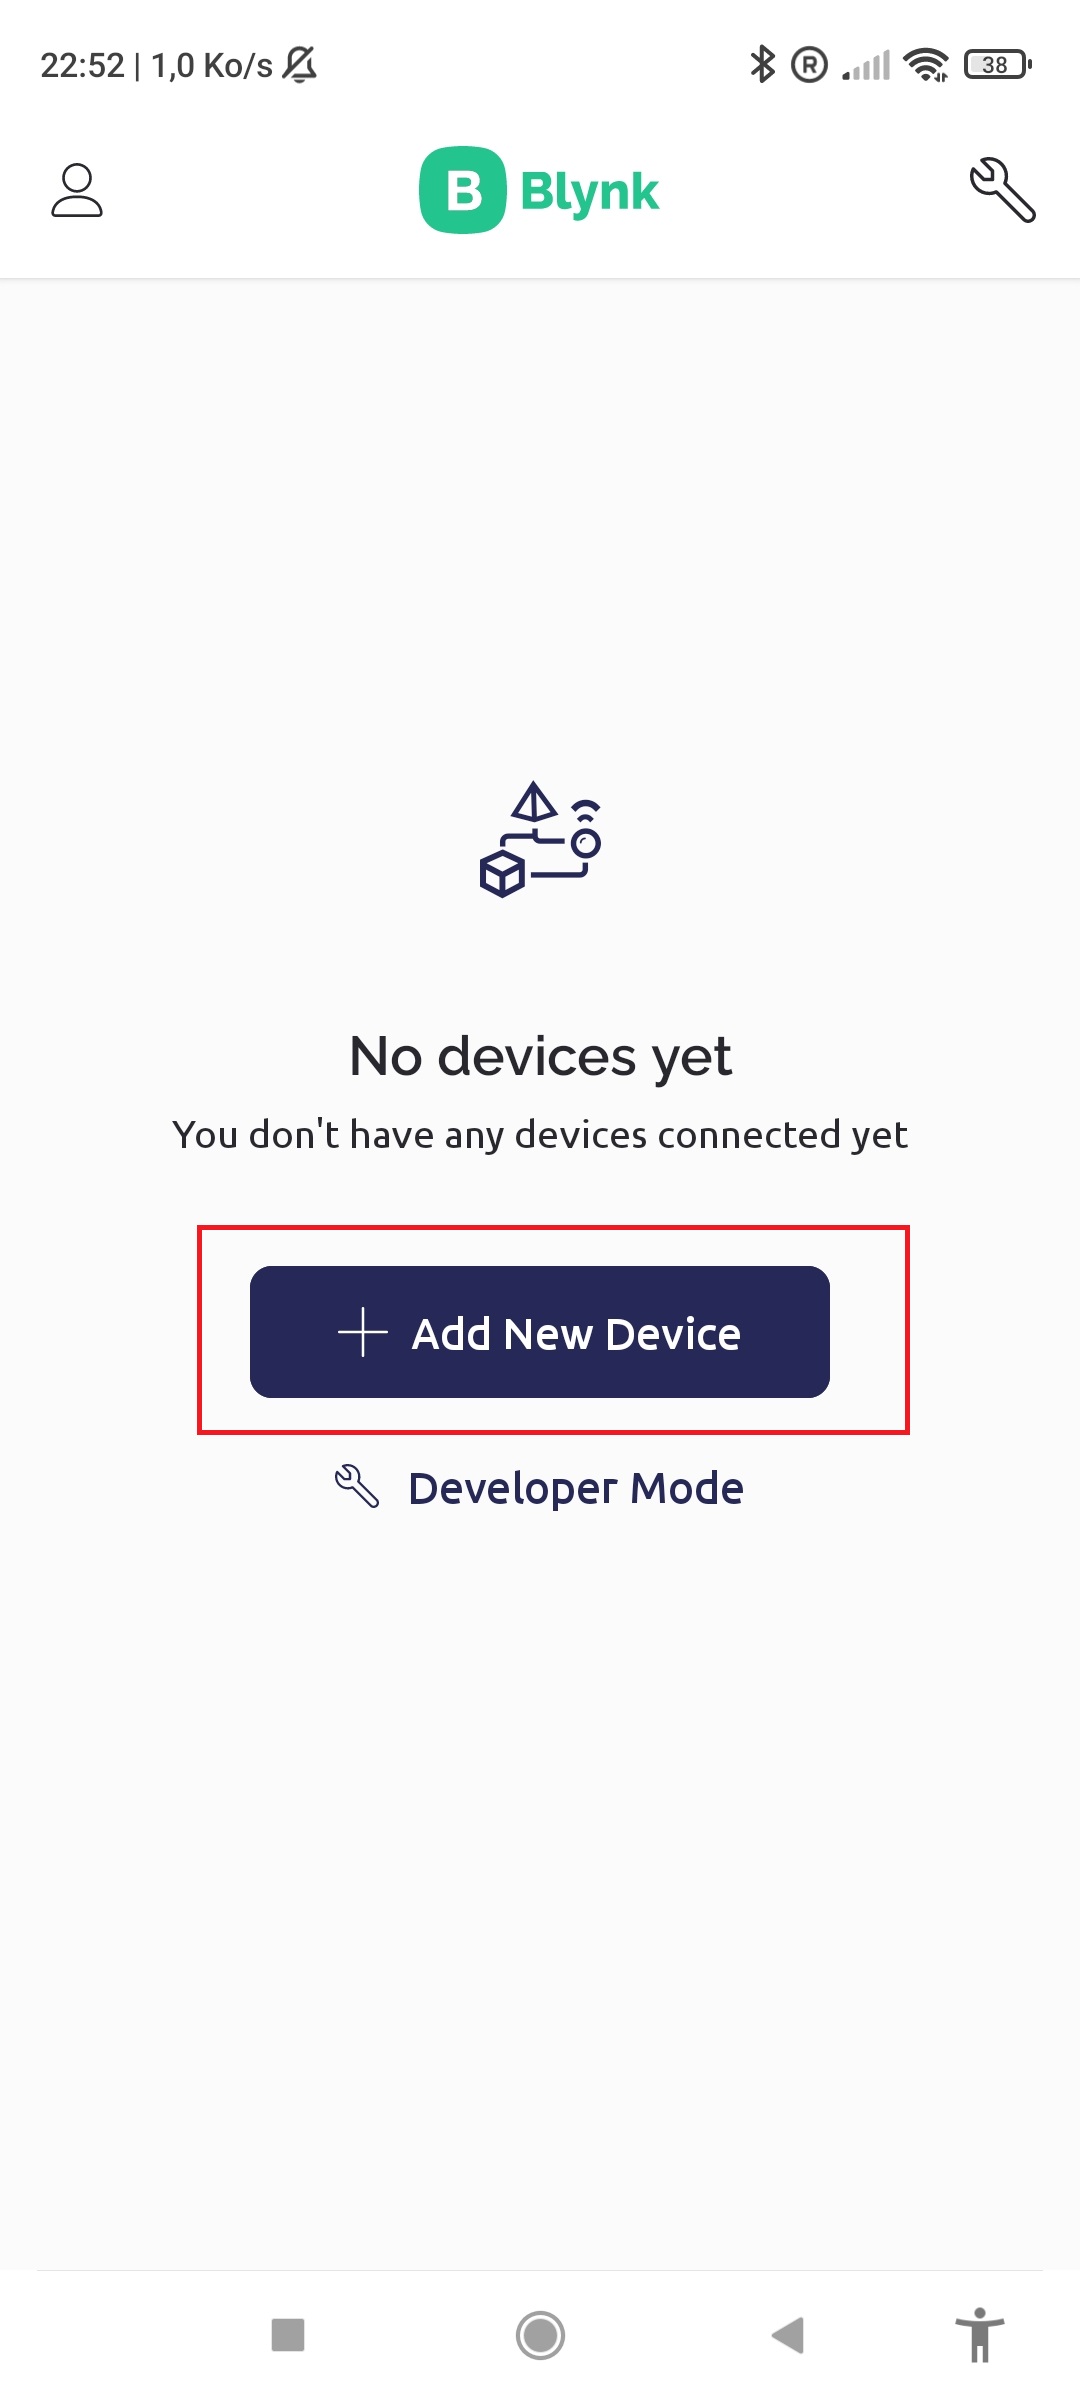 22:52 | 1,0 Ko/s
R
38
B Blynk
No devices yet
You don't have any devices connected yet
Add New Device
Developer Mode